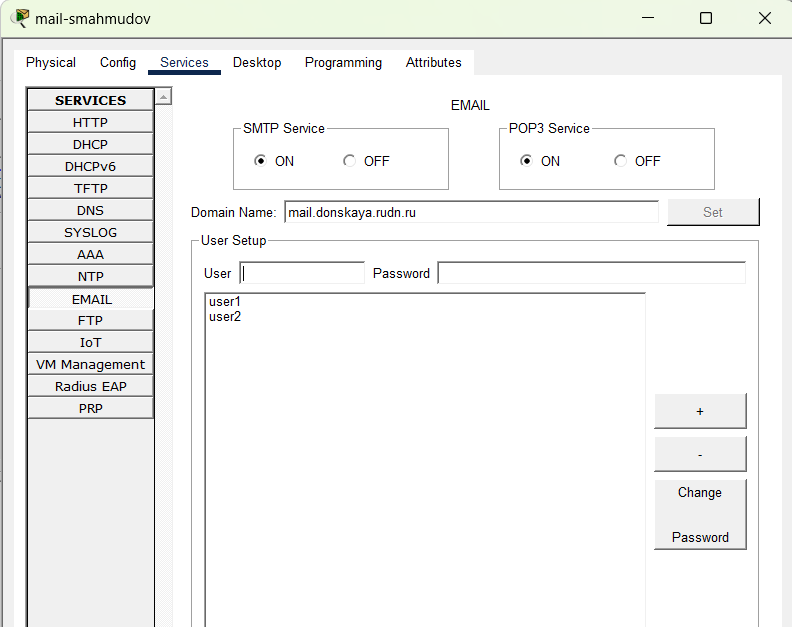 mail-smahmudov
Physical Config Services Desktop Programming Attributes
SERVICES
HTTP
DHCP
DHCPv6
TFTP
DNS
SYSLOG
AAA
NTP
EMAIL
FTP
IoT
VM Management
Radius EAP
PRP
EMAIL
SMTP Service
ON OFF
POP3 Service
ON OFF
Domain Name: mail.donskaya.rudn.ru Set
User Setup
User Password
user1
user2
+
-
Change
Password